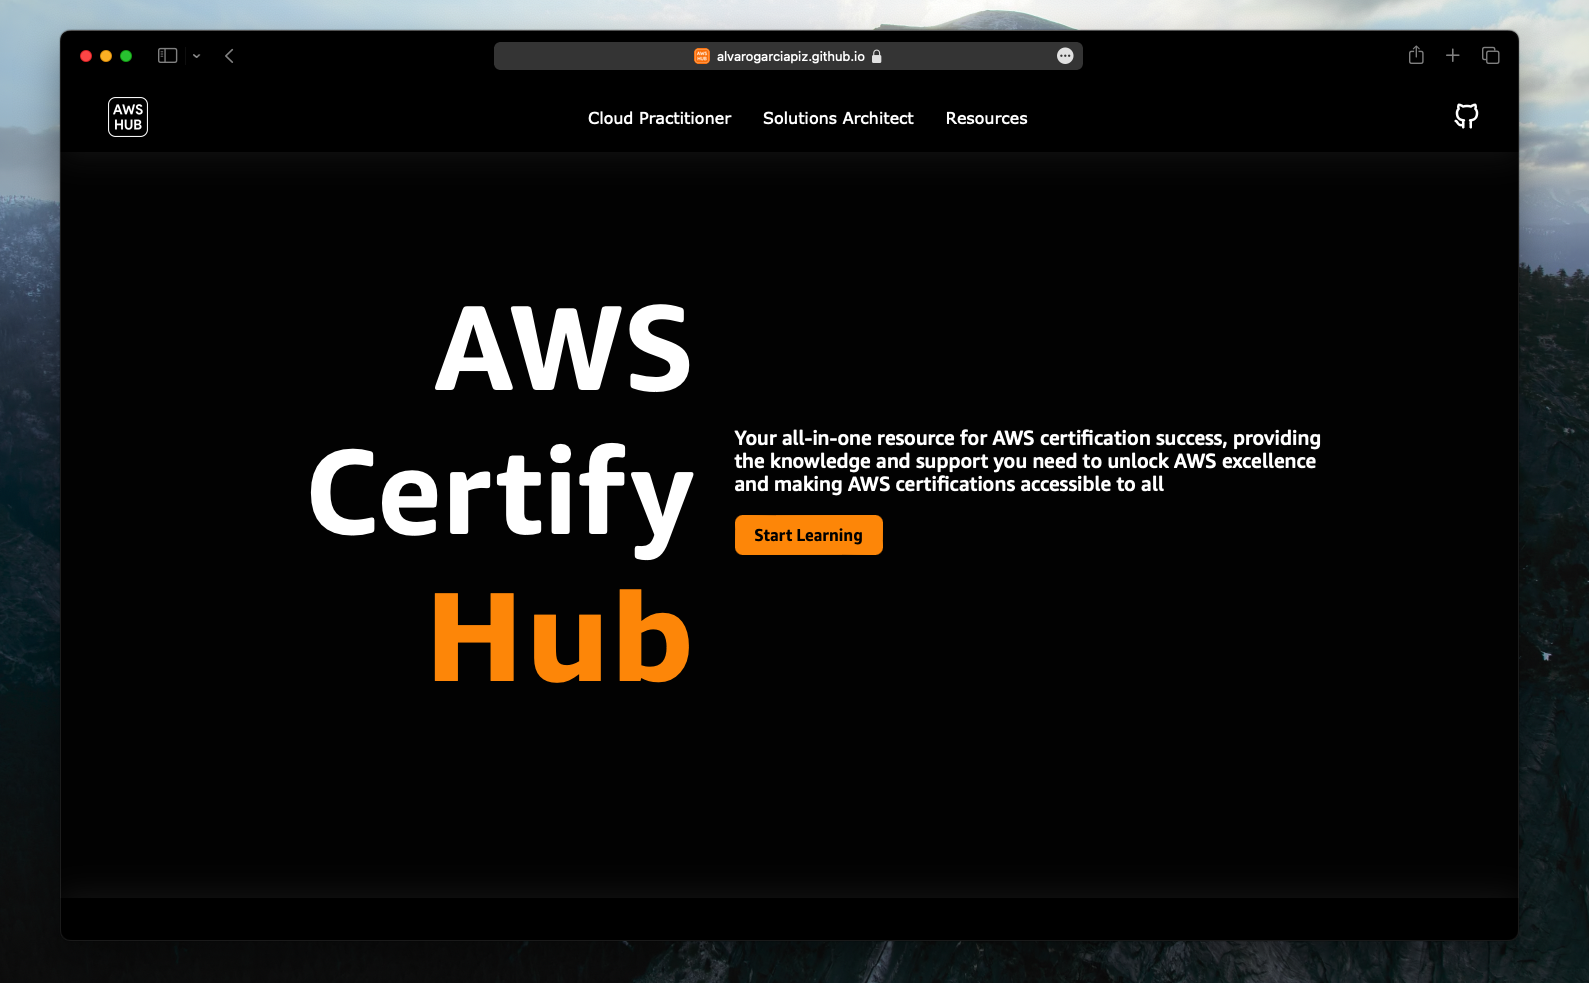 alvarogarciapiz.github.io
AWS
HUB
Cloud Practitioner
Solutions Architect
Resources
AWS
Certify
Hub
Your all-in-one resource for AWS certification success, providing
the knowledge and support you need to unlock AWS excellence
and making AWS certifications accessible to all
Start Learning